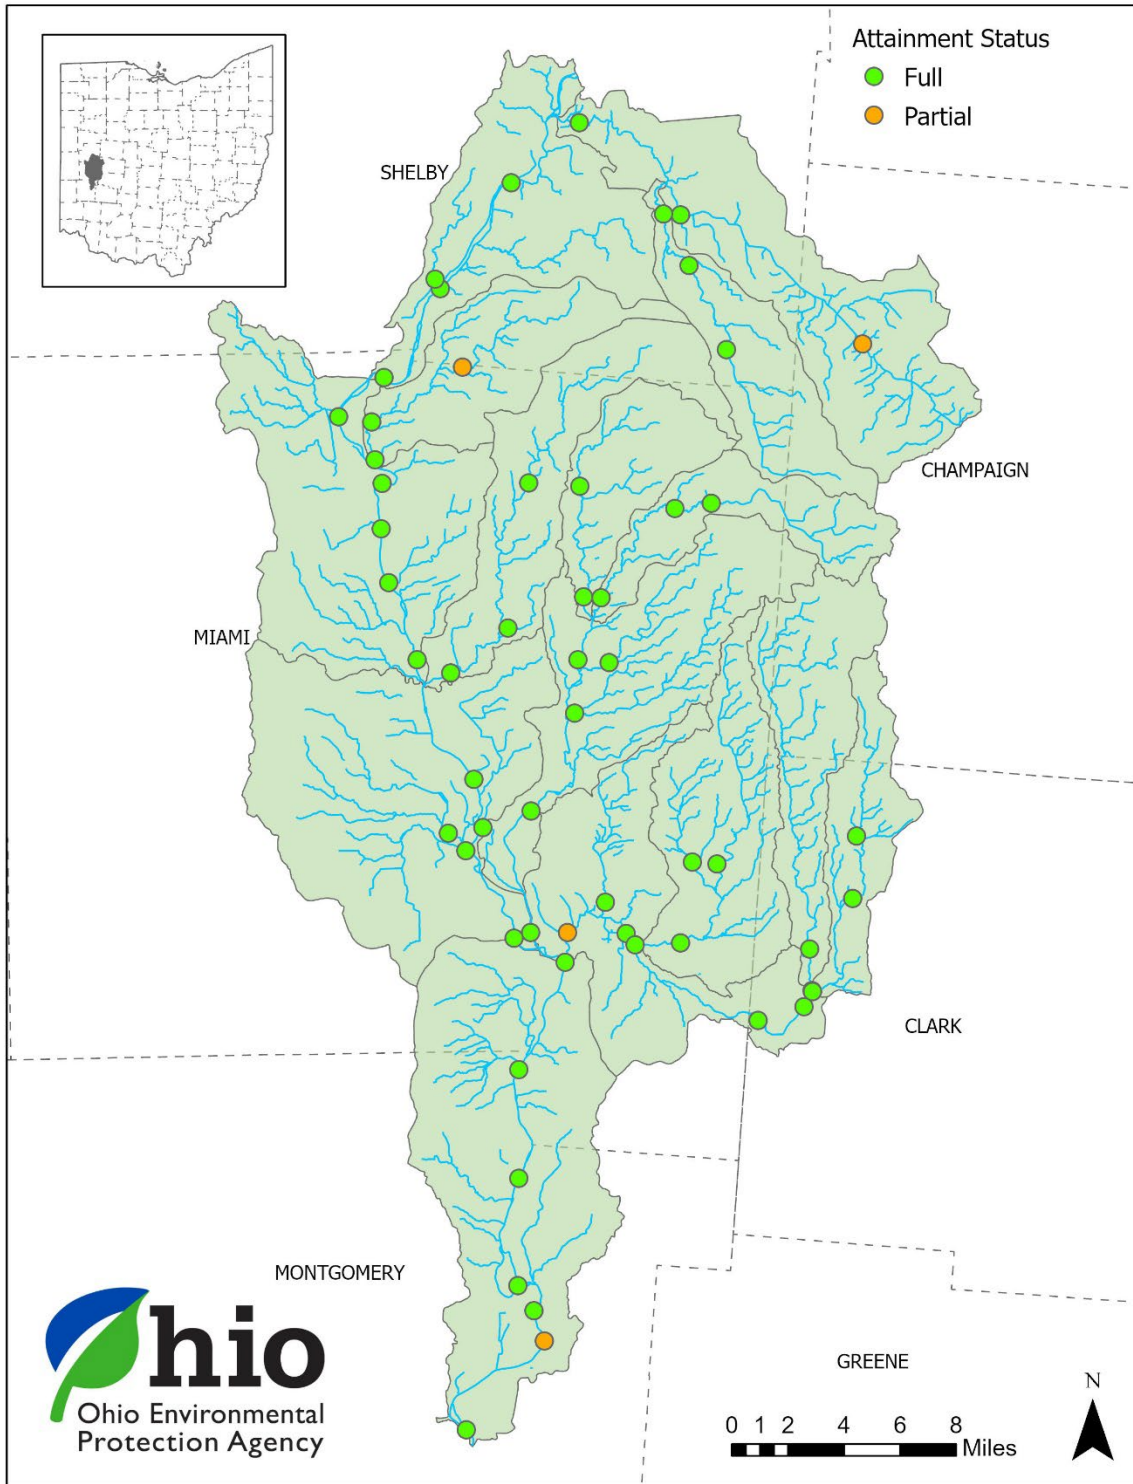 Attainment Status
Full
Partial
SHELBY
CHAMPAIGN
MIAMI
CLARK
MONTGOMERY
GREENE
hio
Ohio Environmental
Protection Agency
N
0 1 2 4 6 8
Miles